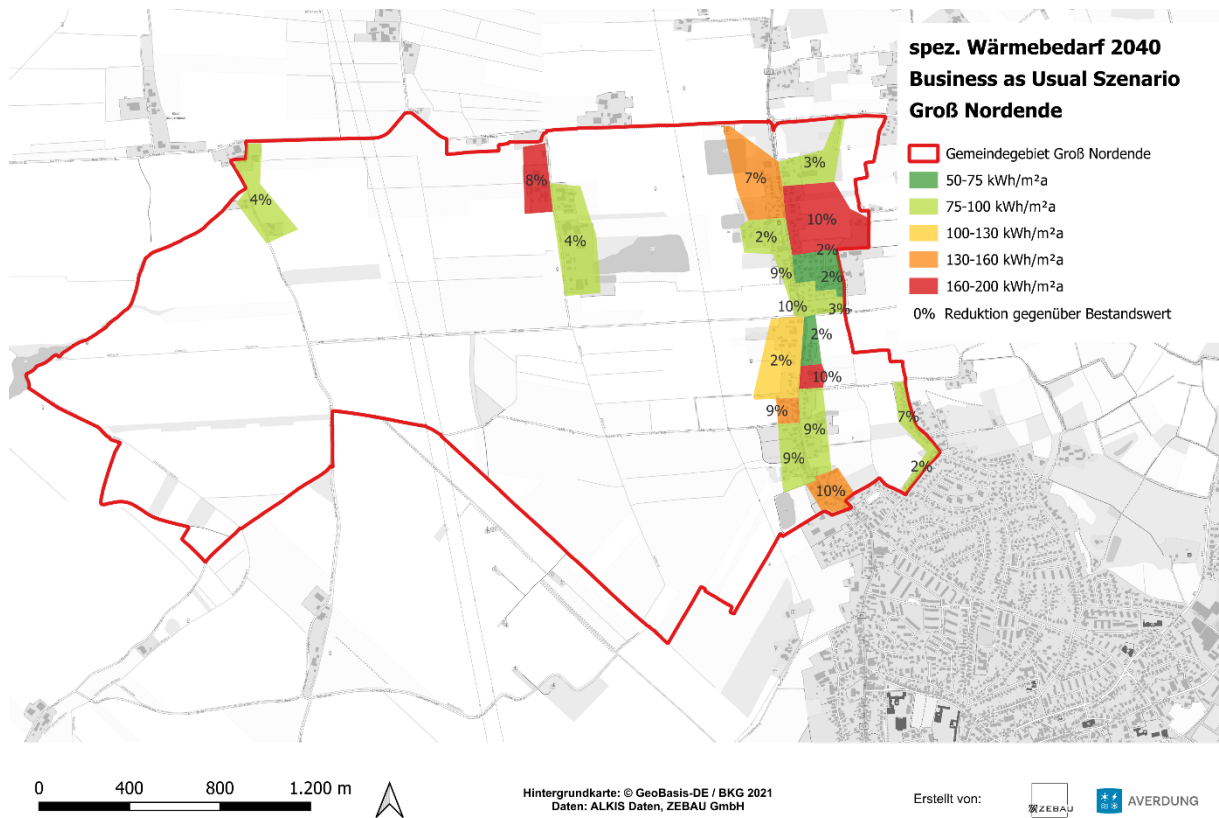 spez. Wärmebedarf 2040
Business as Usual Szenario
Groß Nordende
Gemeindegebiet Groß Nordende
50-75 kWh/m²a
75-100 kWh/m²a
100-130 kWh/m²a
130-160 kWh/m²a
160-200 kWh/m²a
0% Reduktion gegenüber Bestandswert
3%
7%
8%
4%
10%
4%
2%
2%
9%
2%
10%
3%
2%
2%
10%
9%
9%
7%
9%
2%
10%
0 400 800 1.200 m
Hintergrundkarte: © GeoBasis-DE / BKG 2021
Daten: ALKIS Daten, ZEBAU GmbH
Erstellt von:
ZEBAU
AVERDUNG